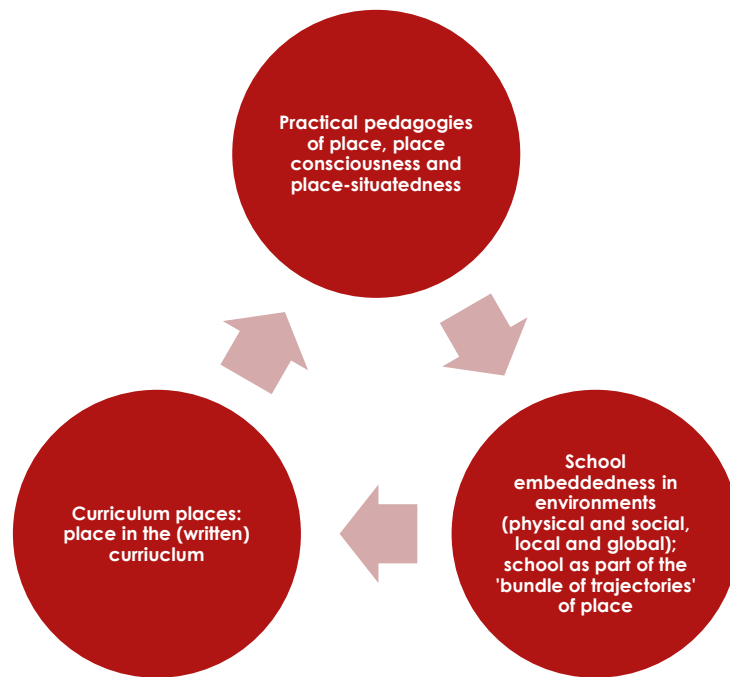 Practical pedagogies
of place, place
consciousness and
place-situatedness
School
embeddedness in
environments
(physical and social,
local and global);
school as part of the
'bundle of trajectories'
of place
Curriculum places:
place in the (written)
curriuclum